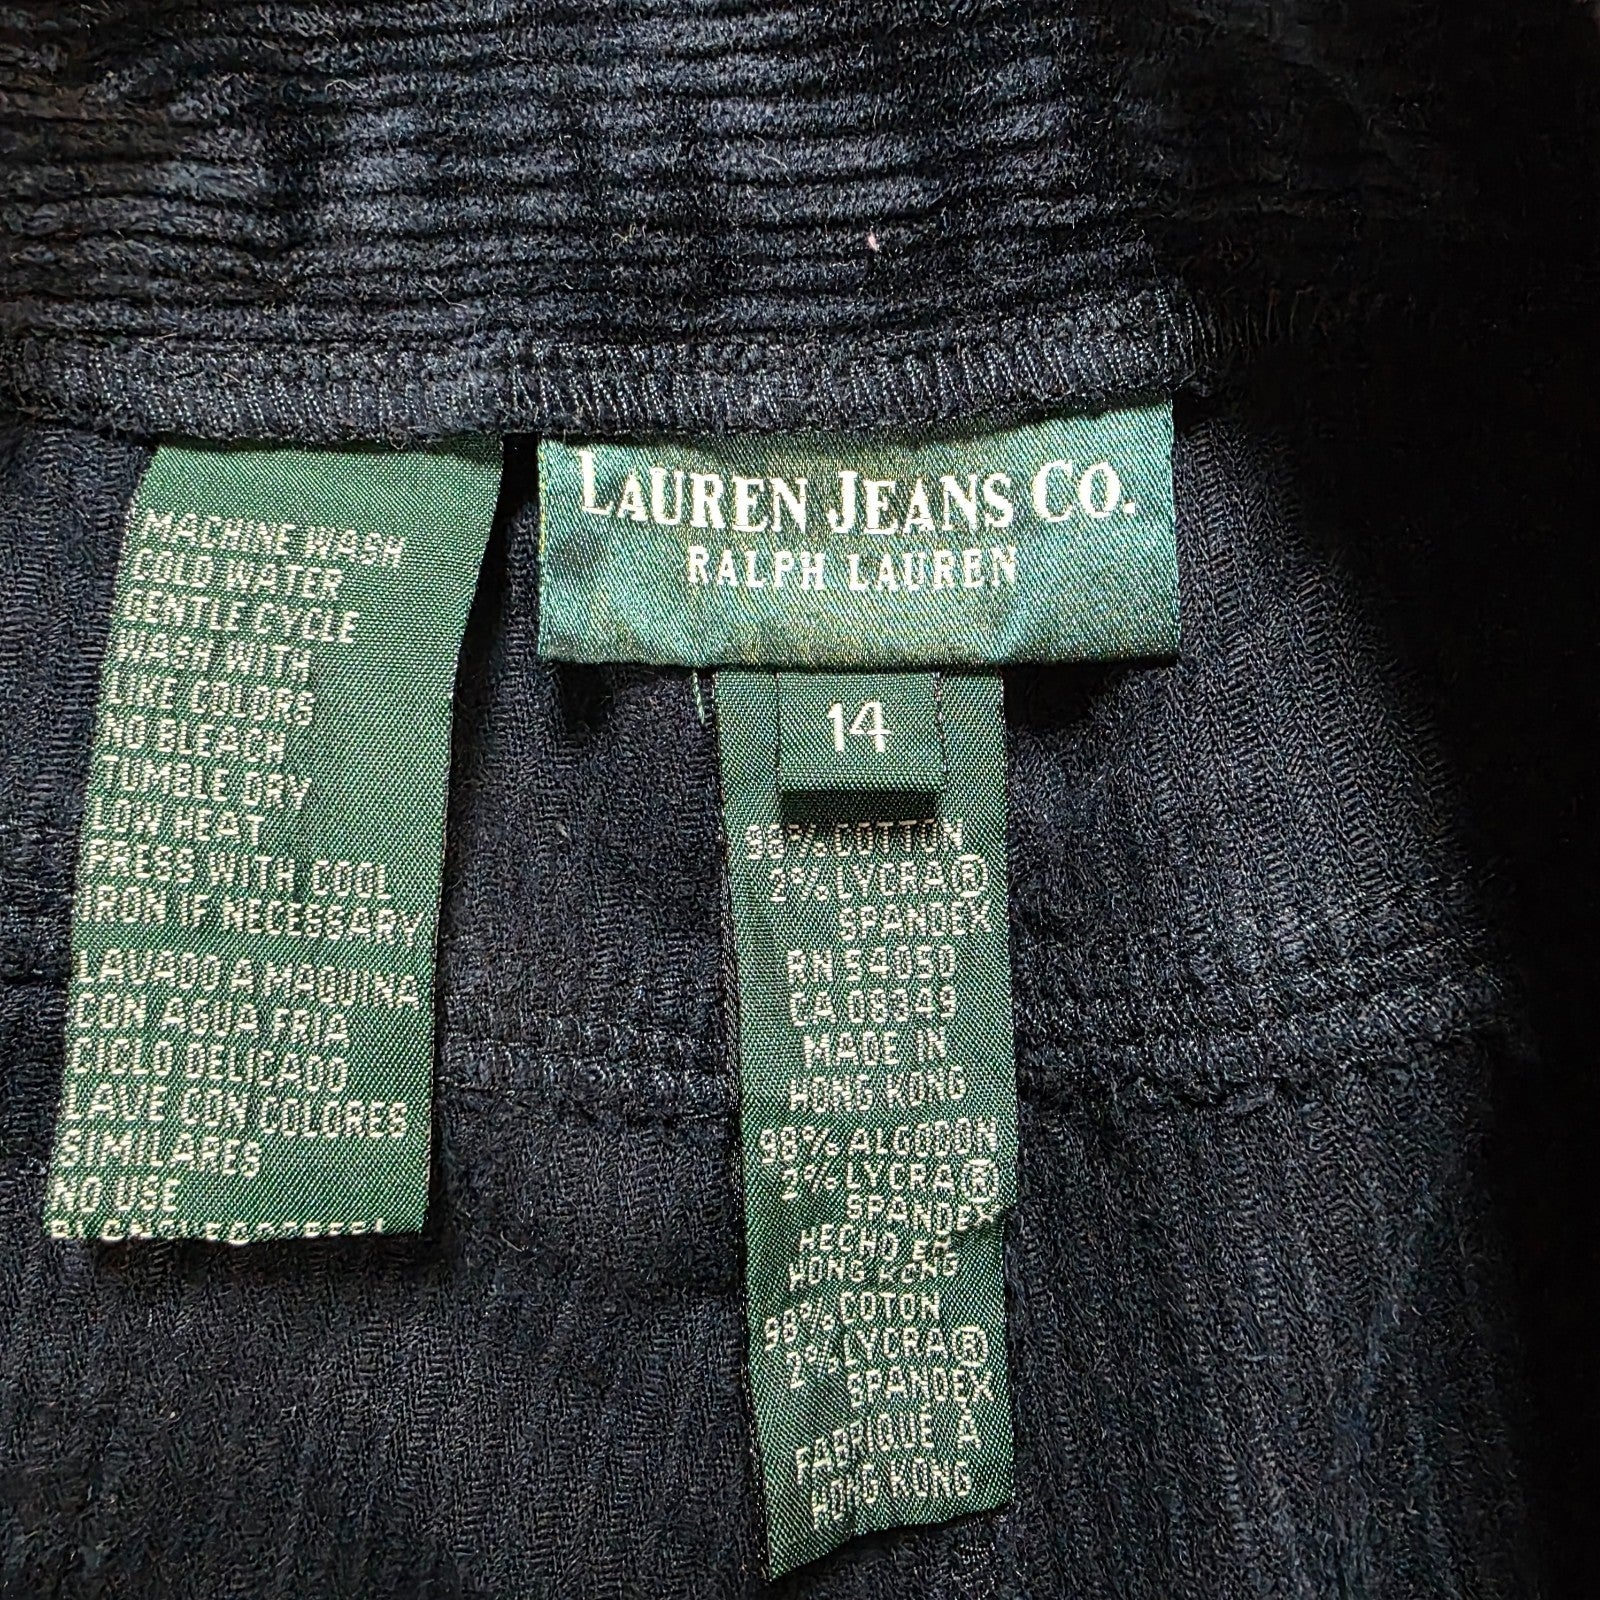 MACHINE WASH
COLD WATER
GENTLE CYCLE
WASH WITH
LIKE COLORS
NO BLEACH
TUMBLE DRY
LOW HEAT
PRESS WITH COOL
IRON IF NECESSARY
LAVADO A MAQUINA
CON AGUA FRIA
CICLO DELICADO
LAVE CON COLORES
SIMILARES
NO USE
LAUREN JEANS CO.
RALPH LAUREN
14
98% COTTON
2% LYCRA®
SPANDEX
RN 54050
CA 08849
MADE IN
HONG KONG
98% ALGODON
2% LYCRA®
SPANDEX
HECHO EN
HONG KONG
98% COTON
2% LYCRA®
SPANDEX
FABRIQUE À
HONG KONG